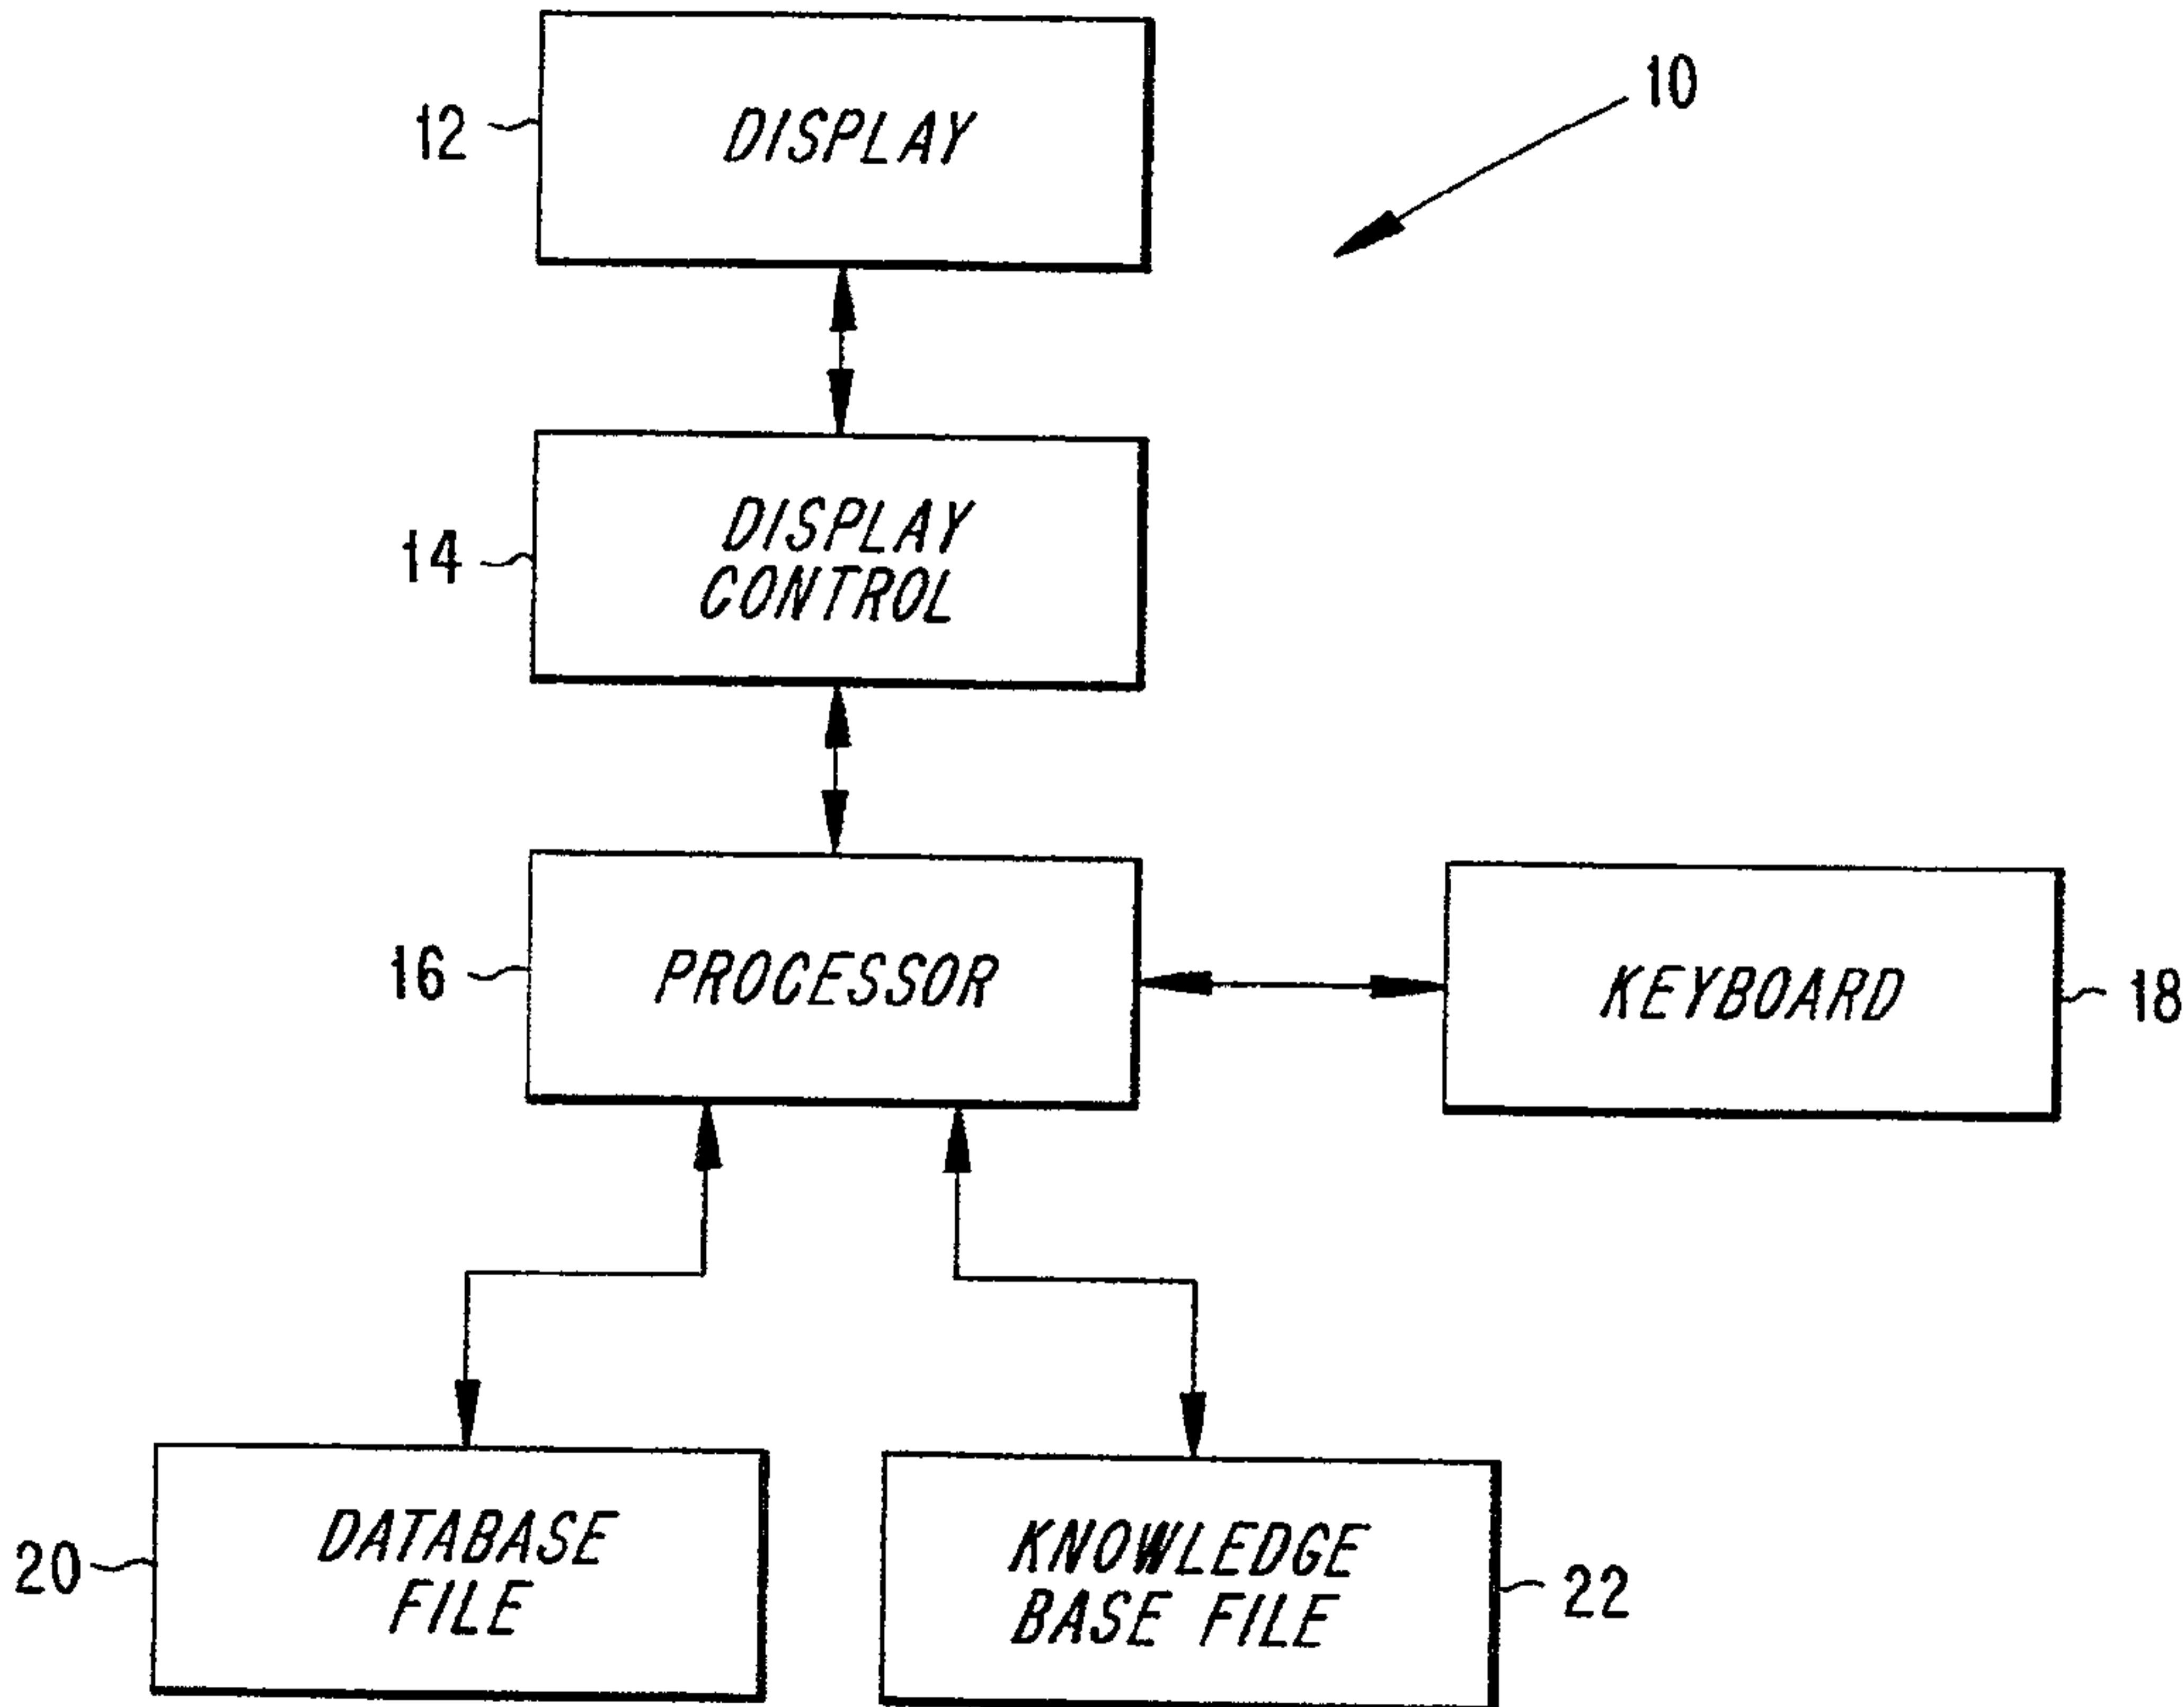 10
12
DISPLAY
14
DISPLAY
CONTROL
16
PROCESSOR
KEYBOARD
18
20
DATABASE
FILE
KNOWLEDGE
BASE FILE
22